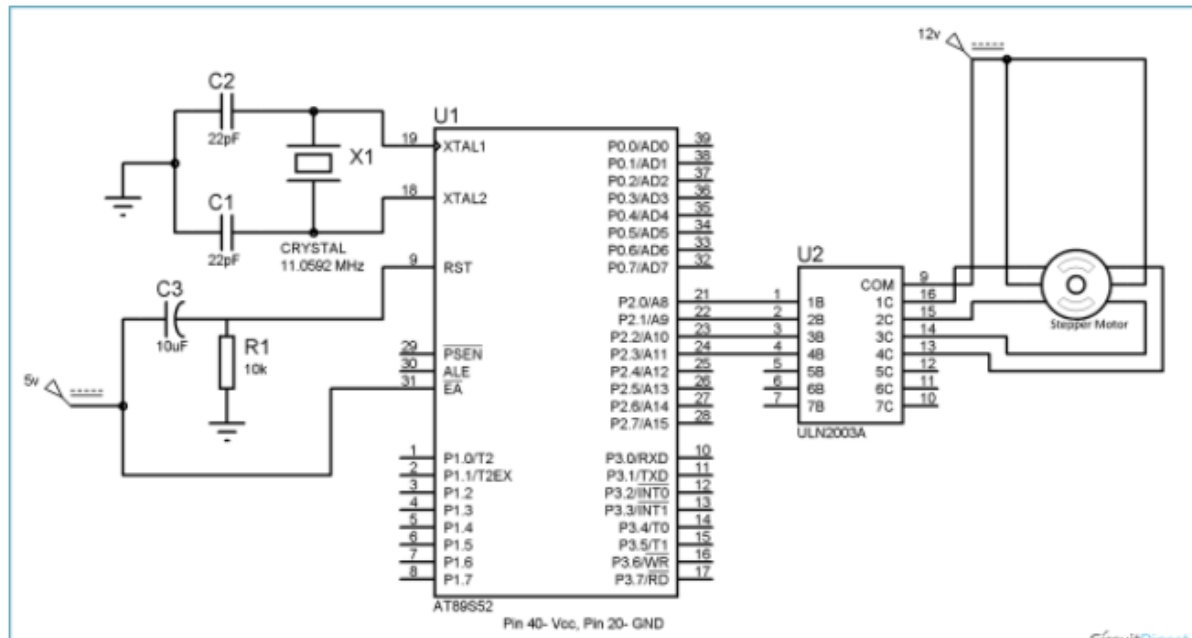 12v
C2
22pF
X1
C1
22pF
CRYSTAL
11.0592 MHz
C3
10uF
R1
10k
5v
U1
19 XTAL1
18 XTAL2
9 RST
29 PSEN
30 ALE
31 EA
1 P1.0/T2
2 P1.1/T2EX
3 P1.2
4 P1.3
5 P1.4
6 P1.5
7 P1.6
8 P1.7
P0.0/AD0 39
P0.1/AD1 38
P0.2/AD2 37
P0.3/AD3 36
P0.4/AD4 35
P0.5/AD5 34
P0.6/AD6 33
P0.7/AD7 32
P2.0/A8 21
P2.1/A9 22
P2.2/A10 23
P2.3/A11 24
P2.4/A12 25
P2.5/A13 26
P2.6/A14 27
P2.7/A15 28
P3.0/RXD 10
P3.1/TXD 11
P3.2/INT0 12
P3.3/INT1 13
P3.4/T0 14
P3.5/T1 15
P3.6/WR 16
P3.7/RD 17
AT89S52
Pin 40- Vcc, Pin 20- GND
U2
COM 9
1 1B 1C 16
2 2B 2C 15
3 3B 3C 14
4 4B 4C 13
5 5B 5C 12
6 6B 6C 11
7 7B 7C 10
ULN2003A
Stepper Motor